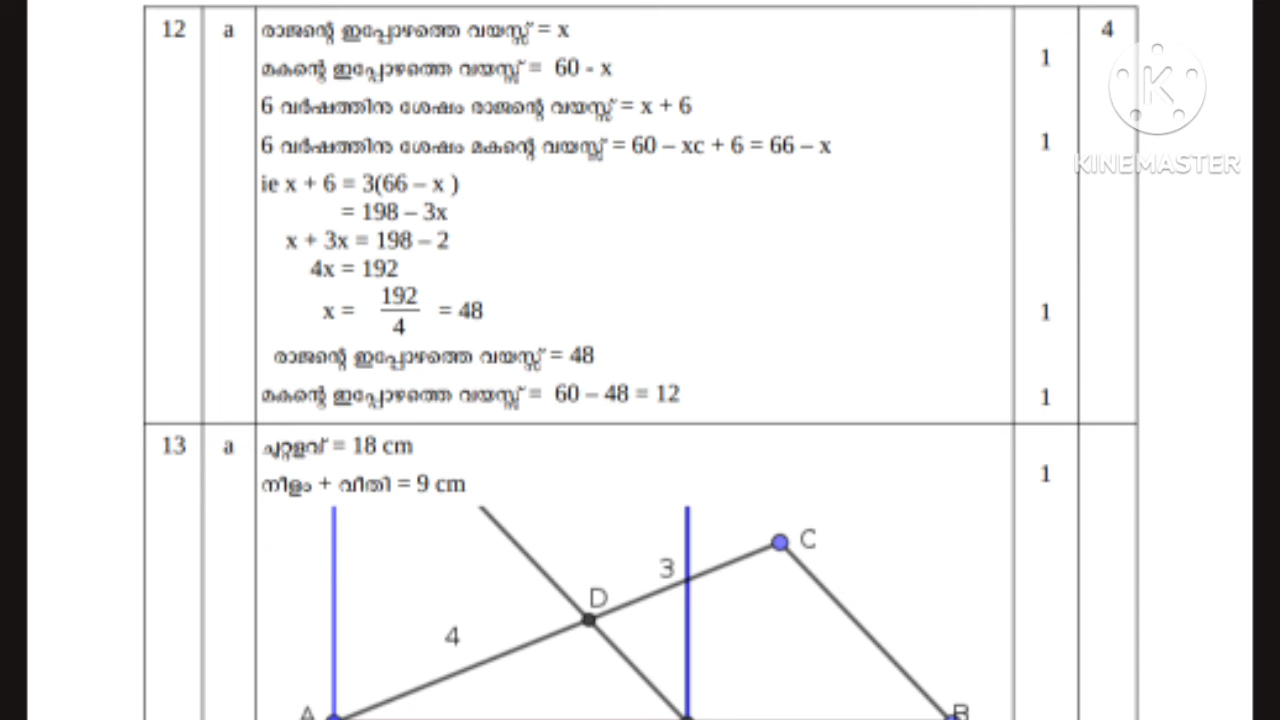 12 a രാജന്റെ ഇപ്പോഴത്തെ വയസ്സ് = x 4
1
മകന്റെ ഇപ്പോഴത്തെ വയസ്സ് = 60 - x
6 വർഷത്തിനു ശേഷം രാജന്റെ വയസ്സ് = x + 6
6 വർഷത്തിനു ശേഷം മകന്റെ വയസ്സ് = 60 – xc + 6 = 66 – x 1
KINEMASTER
ie x + 6 = 3(66 – x )
= 198 – 3x
x + 3x = 198 – 2
4x = 192
x = 192/4 = 48 1
രാജന്റെ ഇപ്പോഴത്തെ വയസ്സ് = 48
മകന്റെ ഇപ്പോഴത്തെ വയസ്സ് = 60 – 48 = 12 1
13 a ചുറ്റളവ് = 18 cm
1
നീളം + വീതി = 9 cm
C
3
D
4
A B